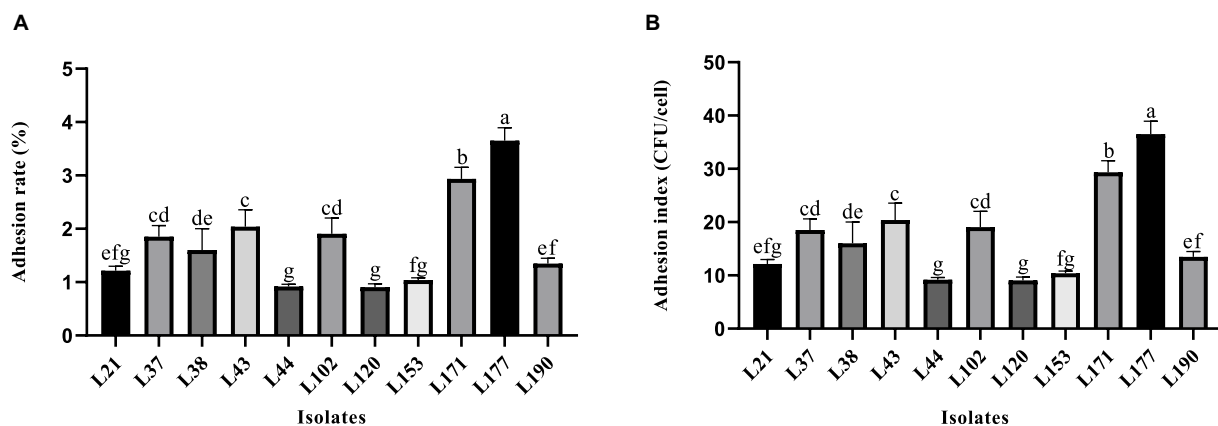 A
Adhesion rate (%)
5
4
3
2
1
0
efg
cd
de
c
g
cd
g
fg
b
a
ef
L21
L37
L38
L43
L44
L102
L120
L153
L171
L177
L190
Isolates
B
Adhesion index (CFU/cell)
50
40
30
20
10
0
efg
cd
de
c
g
cd
g
fg
b
a
ef
L21
L37
L38
L43
L44
L102
L120
L153
L171
L177
L190
Isolates